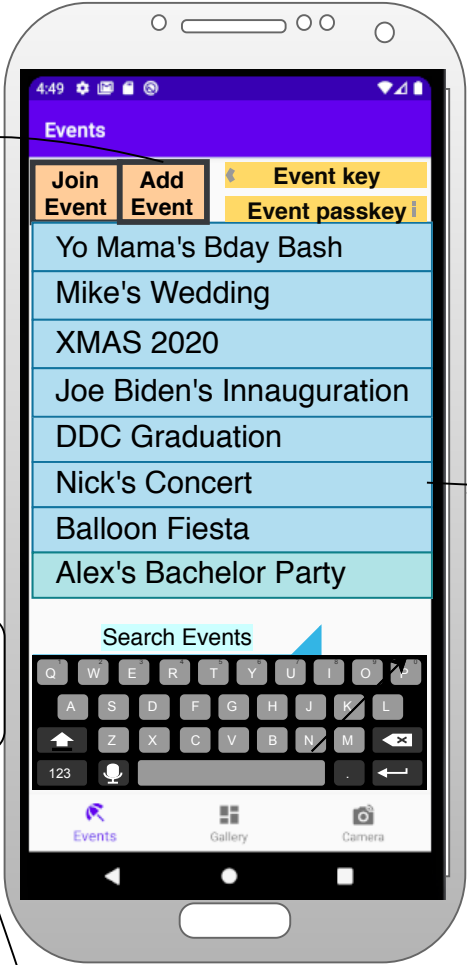 4:49
Events
Join Event
Add Event
Event key
Event passkey
Yo Mama's Bday Bash
Mike's Wedding
XMAS 2020
Joe Biden's Innauguration
DDC Graduation
Nick's Concert
Balloon Fiesta
Alex's Bachelor Party
Search Events
Q W E R T Y U I O P
A S D F G H J K L
Z X C V B N M
123 .
Events Gallery Camera